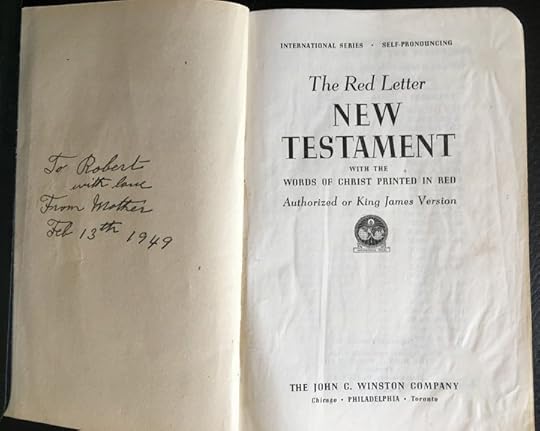 To Robert
with love
From Mother
Feb 13th 1949
INTERNATIONAL SERIES · SELF-PRONOUNCING
The Red Letter
NEW
TESTAMENT
WITH THE
WORDS OF CHRIST PRINTED IN RED
Authorized or King James Version
THE JOHN C. WINSTON COMPANY
Chicago · PHILADELPHIA · Toronto